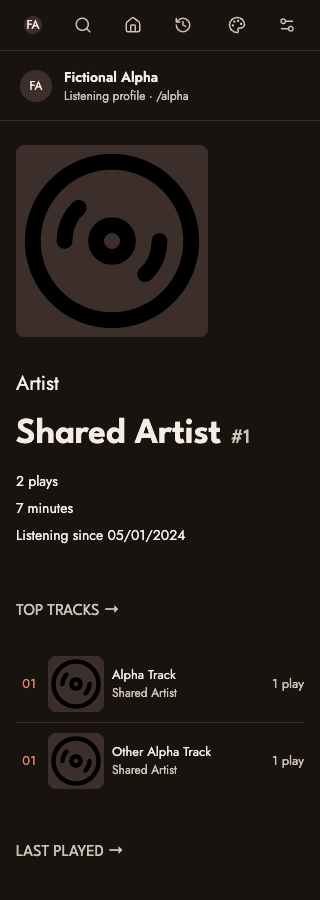 FA
FA
Fictional Alpha
Listening profile · /alpha
Artist
Shared Artist #1
2 plays
7 minutes
Listening since 05/01/2024
TOP TRACKS →
01
Alpha Track
Shared Artist
1 play
01
Other Alpha Track
Shared Artist
1 play
LAST PLAYED →